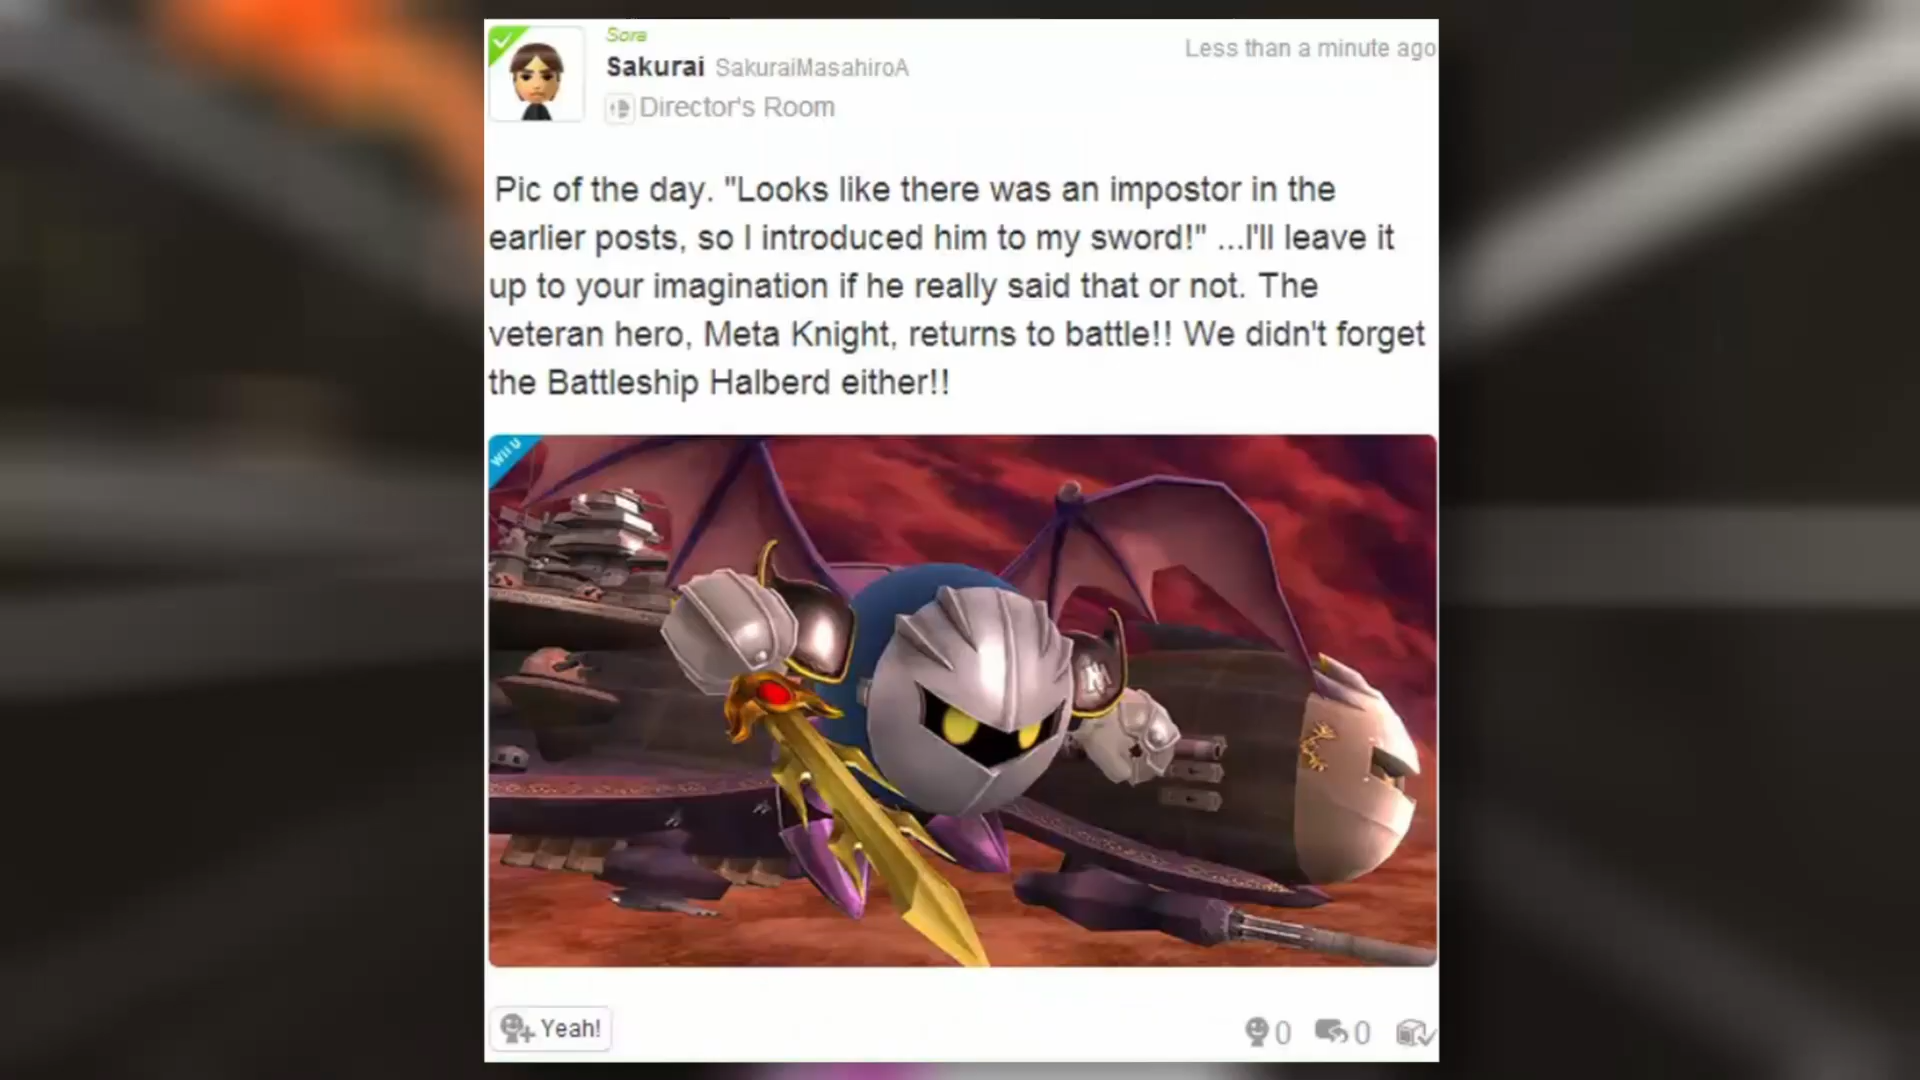 Sora
Sakurai SakuraiMasahiroA
Less than a minute ago
Director's Room
Pic of the day. "Looks like there was an impostor in the
earlier posts, so I introduced him to my sword!" ...I'll leave it
up to your imagination if he really said that or not. The
veteran hero, Meta Knight, returns to battle!! We didn't forget
the Battleship Halberd either!!
Wii U
M
Yeah!
0
0